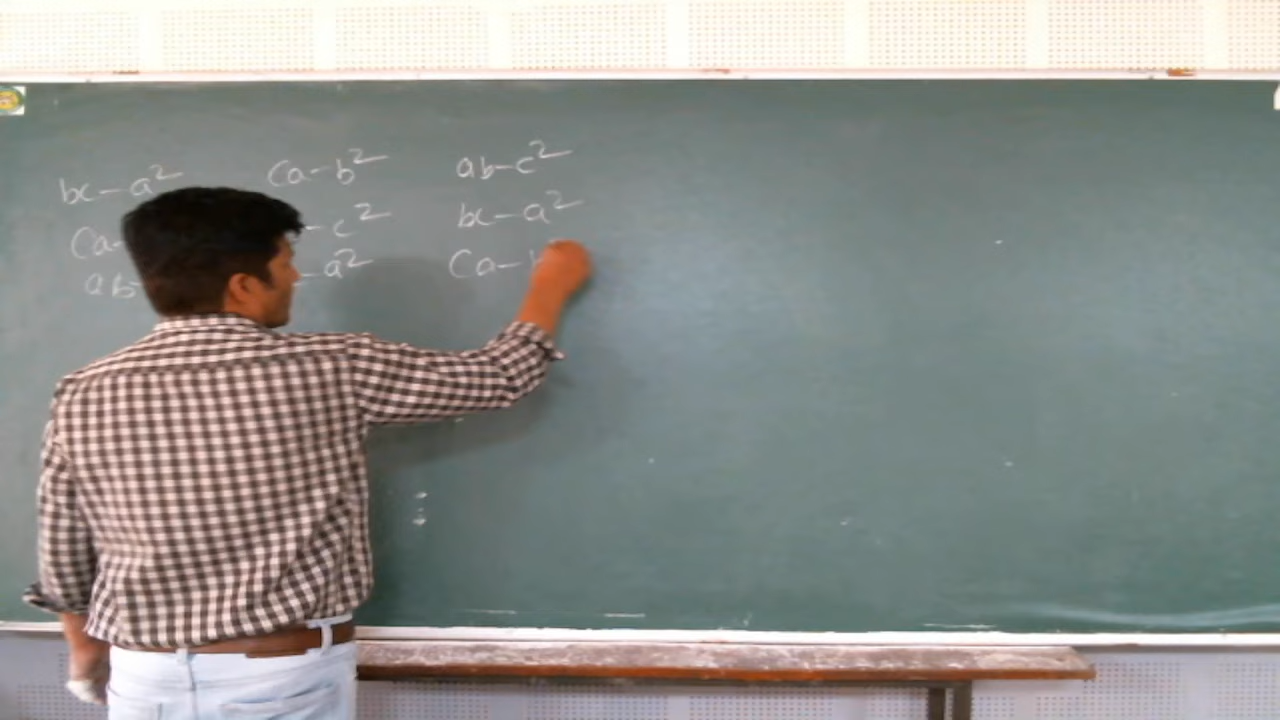 bc-a² ca-b² ab-c²
ca- -c² bc-a²
ab- -a² ca-